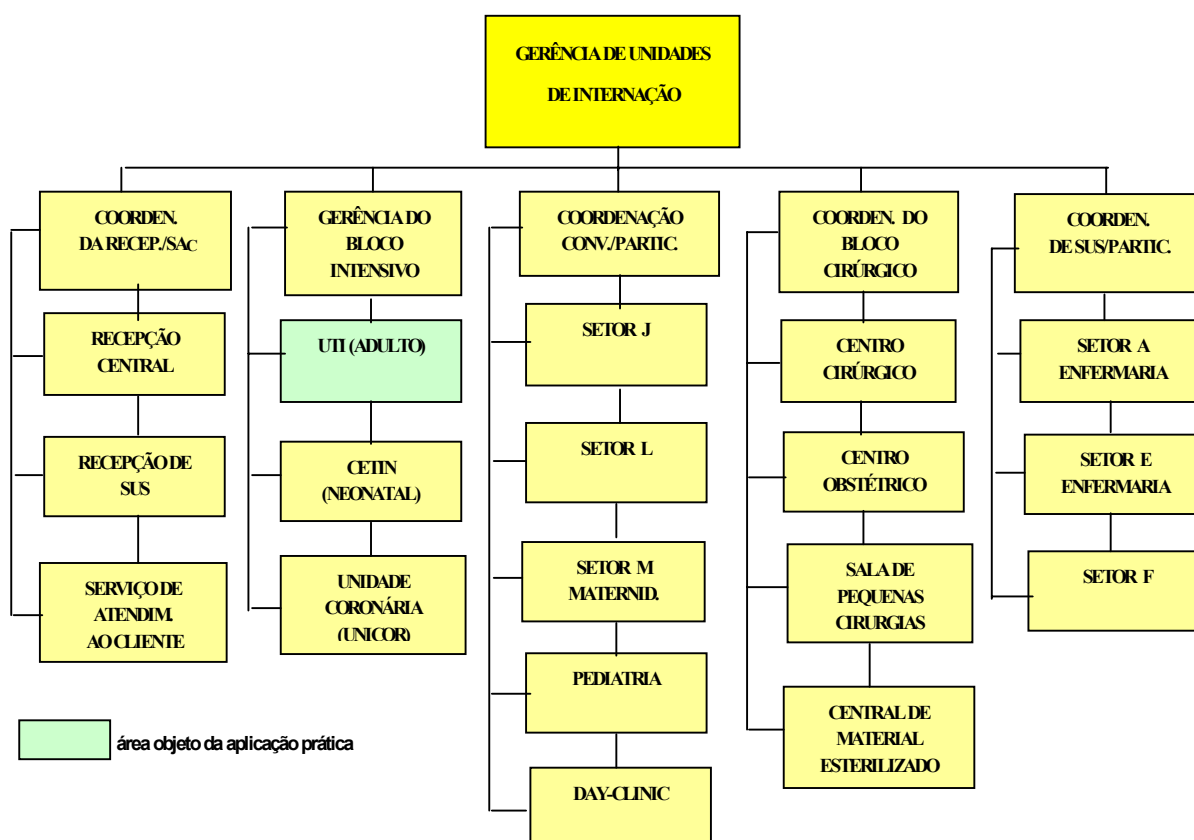 GERÊNCIA DE UNIDADES
DE INTERNAÇÃO
COORDEN.
DA RECEP./SAC
RECEPÇÃO
CENTRAL
RECEPÇÃO DE
SUS
SERVIÇO DE
ATENDIM.
AO CLIENTE
GERÊNCIA DO
BLOCO
INTENSIVO
UTI (ADULTO)
CETIN
(NEONATAL)
UNIDADE
CORONÁRIA
(UNICOR)
COORDENAÇÃO
CONV./PARTIC.
SETOR J
SETOR L
SETOR M
MATERNID.
PEDIATRIA
DAY-CLINIC
COORDEN. DO
BLOCO
CIRÚRGICO
CENTRO
CIRÚRGICO
CENTRO
OBSTÉTRICO
SALA DE
PEQUENAS
CIRURGIAS
CENTRAL DE
MATERIAL
ESTERILIZADO
COORDEN.
DE SUS/PARTIC.
SETOR A
ENFERMARIA
SETOR E
ENFERMARIA
SETOR F
área objeto da aplicação prática